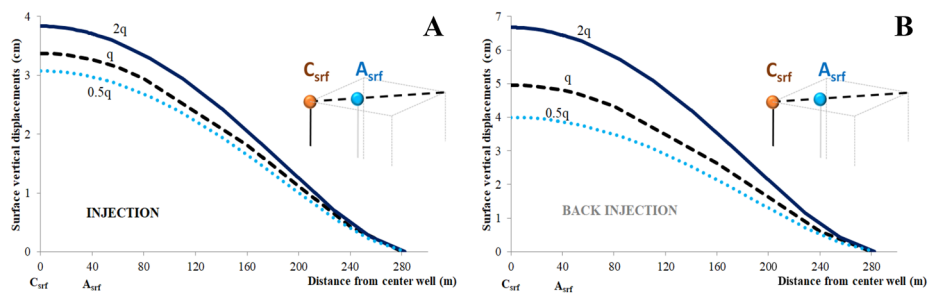 A
Surface vertical displacements (cm)
4
3
2
1
0
2q
q
0.5q
C_srf
A_srf
INJECTION
0 40 80 120 160 200 240 280
C_srf A_srf Distance from center well (m)
B
Surface vertical displacements (cm)
7
6
5
4
3
2
1
0
2q
q
0.5q
C_srf
A_srf
BACK INJECTION
0 40 80 120 160 200 240 280
C_srf A_srf Distance from center well (m)